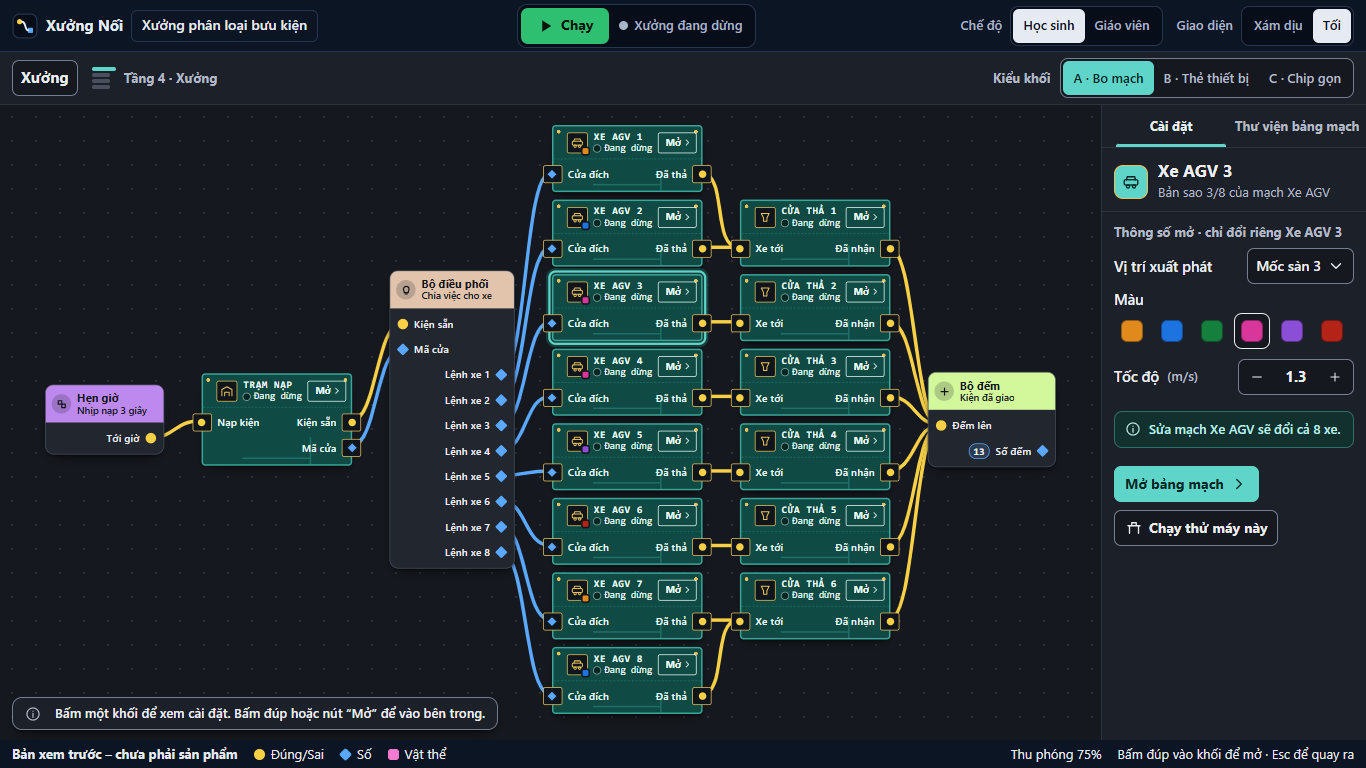 Xưởng Nối
Xưởng phân loại bưu kiện
Chạy
Xưởng đang dừng
Chế độ
Học sinh
Giáo viên
Giao diện
Xám dịu
Tối
Xưởng
Tầng 4 · Xưởng
Kiểu khối
A · Bo mạch
B · Thẻ thiết bị
C · Chip gọn
Hẹn giờ
Nhịp nạp 3 giây
Tới giờ
TRẠM NẠP
Đang dừng
Mở
Nạp kiện
Kiện sẵn
Mã cửa
Bộ điều phối
Chia việc cho xe
Kiện sẵn
Mã cửa
Lệnh xe 1
Lệnh xe 2
Lệnh xe 3
Lệnh xe 4
Lệnh xe 5
Lệnh xe 6
Lệnh xe 7
Lệnh xe 8
XE AGV 1
Đang dừng
Mở
Cửa đích
Đã thả
XE AGV 2
Đang dừng
Mở
Cửa đích
Đã thả
XE AGV 3
Đang dừng
Mở
Cửa đích
Đã thả
XE AGV 4
Đang dừng
Mở
Cửa đích
Đã thả
XE AGV 5
Đang dừng
Mở
Cửa đích
Đã thả
XE AGV 6
Đang dừng
Mở
Cửa đích
Đã thả
XE AGV 7
Đang dừng
Mở
Cửa đích
Đã thả
XE AGV 8
Đang dừng
Mở
Cửa đích
Đã thả
CỬA THẢ 1
Đang dừng
Mở
Xe tới
Đã nhận
CỬA THẢ 2
Đang dừng
Mở
Xe tới
Đã nhận
CỬA THẢ 3
Đang dừng
Mở
Xe tới
Đã nhận
CỬA THẢ 4
Đang dừng
Mở
Xe tới
Đã nhận
CỬA THẢ 5
Đang dừng
Mở
Xe tới
Đã nhận
CỬA THẢ 6
Đang dừng
Mở
Xe tới
Đã nhận
Bộ đếm
Kiện đã giao
Đếm lên
13 Số đếm
Cài đặt
Thư viện bảng mạch
Xe AGV 3
Bản sao 3/8 của mạch Xe AGV
Thông số mở · chỉ đổi riêng Xe AGV 3
Vị trí xuất phát
Mốc sàn 3
Màu
Tốc độ (m/s)
− 1.3 +
Sửa mạch Xe AGV sẽ đổi cả 8 xe.
Mở bảng mạch
Chạy thử máy này
Bấm một khối để xem cài đặt. Bấm đúp hoặc nút “Mở” để vào bên trong.
Bản xem trước – chưa phải sản phẩm
Đúng/Sai
Số
Vật thể
Thu phóng 75%
Bấm đúp vào khối để mở · Esc để quay ra